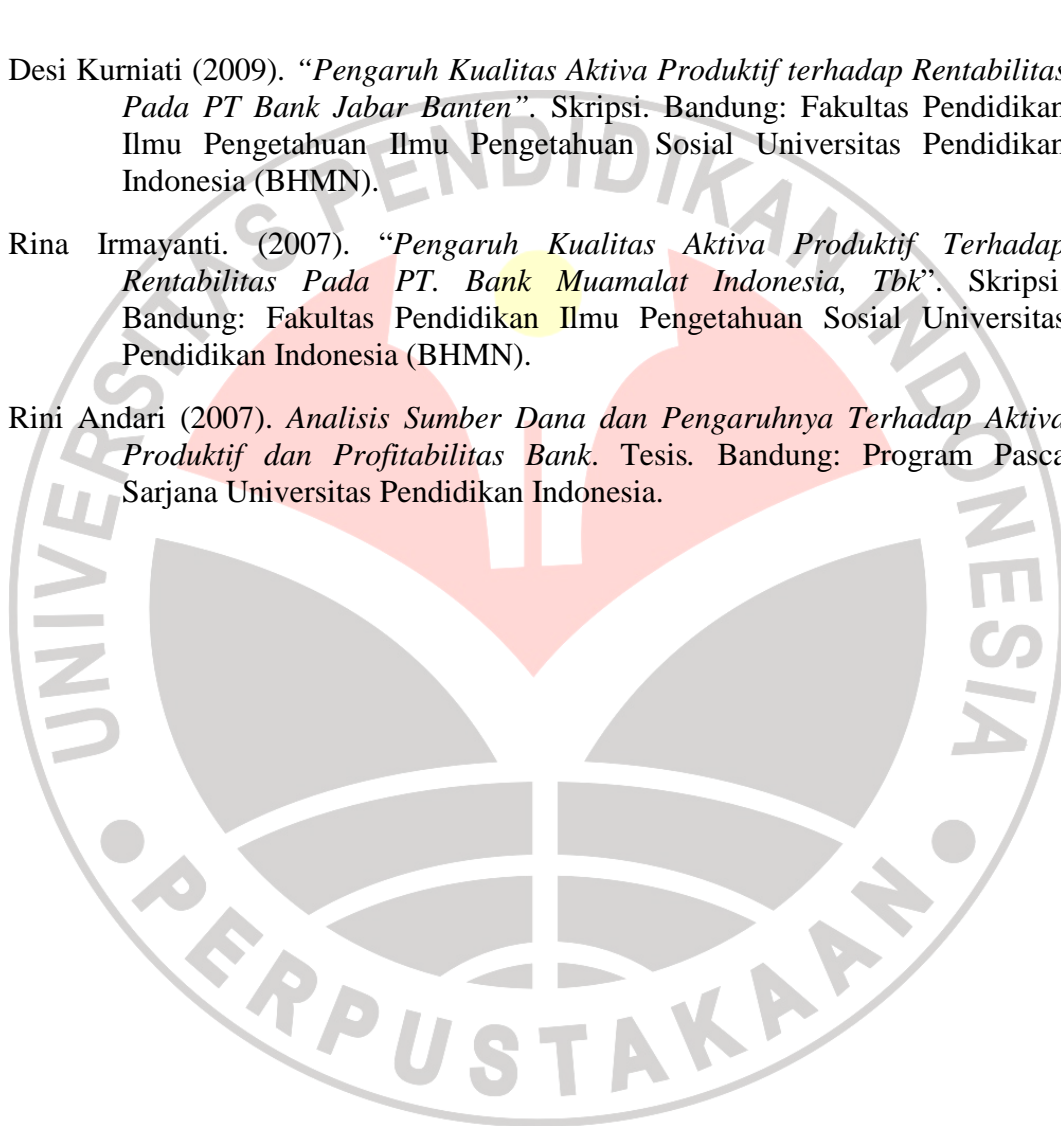 Desi Kurniati (2009). “Pengaruh Kualitas Aktiva Produktif terhadap Rentabilitas
Pada PT Bank Jabar Banten”. Skripsi. Bandung: Fakultas Pendidikan
Ilmu Pengetahuan Ilmu Pengetahuan Sosial Universitas Pendidikan
Indonesia (BHMN).
Rina Irmayanti. (2007). “Pengaruh Kualitas Aktiva Produktif Terhadap
Rentabilitas Pada PT. Bank Muamalat Indonesia, Tbk”. Skripsi
Bandung: Fakultas Pendidikan Ilmu Pengetahuan Sosial Universitas
Pendidikan Indonesia (BHMN).
Rini Andari (2007). Analisis Sumber Dana dan Pengaruhnya Terhadap Aktiva
Produktif dan Profitabilitas Bank. Tesis. Bandung: Program Pasca
Sarjana Universitas Pendidikan Indonesia.
UNIVERSITAS PENDIDIKAN INDONESIA
PERPUSTAKAAN